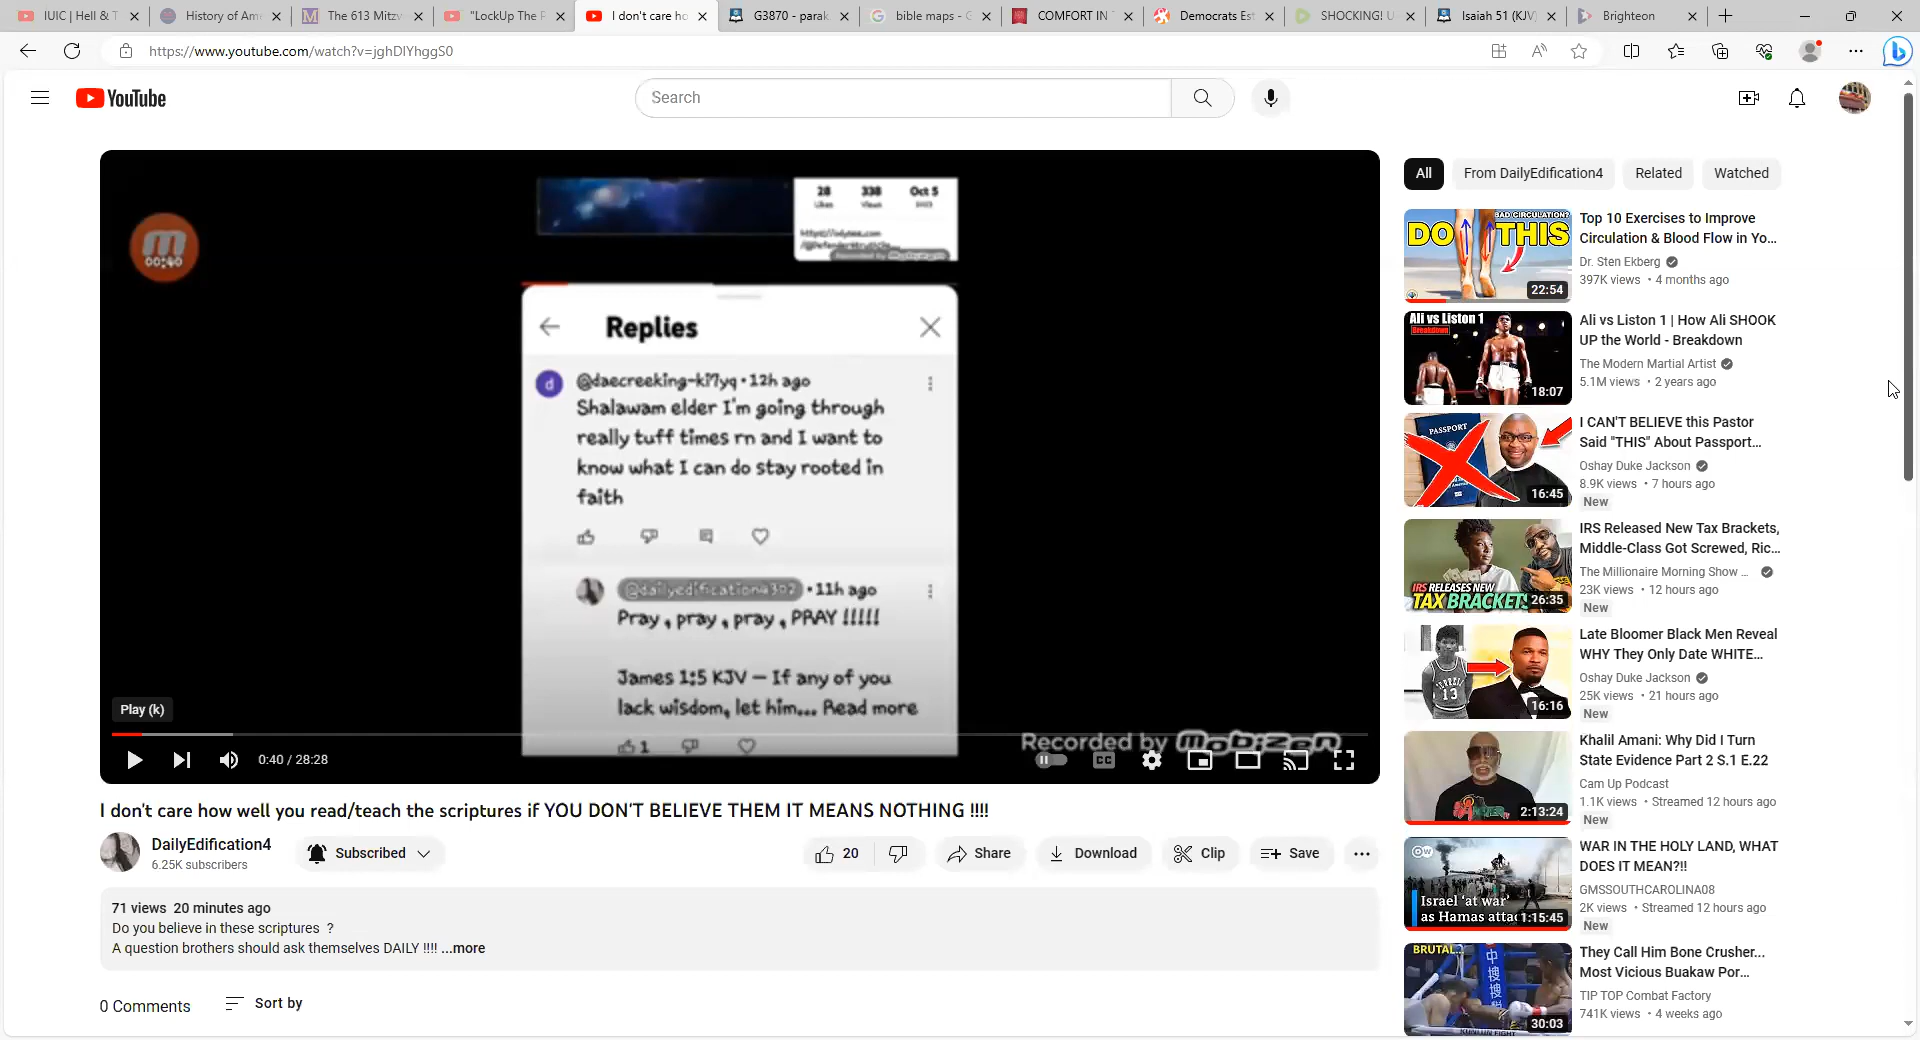 IUIC | Hell & T
History of Ame
The 613 Mitzv
"LockUp The F
I don't care ho
G3870 - parak
bible maps - G
COMFORT IN
Democrats Est
SHOCKING! U
Isaiah 51 (KJV)
Brighteon
https://www.youtube.com/watch?v=jghDIYhggS0
YouTube
Search
28 338 Oct 5
Likes Views
00:40
Replies
@daecreeking-ki7yq • 12h ago
Shalawam elder I'm going through
really tuff times rn and I want to
know what I can do stay rooted in
faith
@dailyedification4302 • 11h ago
Pray , pray , pray , PRAY !!!!!
James 1:5 KJV — If any of you
lack wisdom, let him... Read more
1
Play (k)
Recorded by Mobizen
0:40 / 28:28
CC
I don't care how well you read/teach the scriptures if YOU DON'T BELIEVE THEM IT MEANS NOTHING !!!!
DailyEdification4
6.25K subscribers
Subscribed
20
Share
Download
Clip
Save
71 views 20 minutes ago
Do you believe in these scriptures ?
A question brothers should ask themselves DAILY !!!! ...more
0 Comments
Sort by
All
From DailyEdification4
Related
Watched
BAD CIRCULATION?
DO THIS
22:54
Top 10 Exercises to Improve
Circulation & Blood Flow in Yo...
Dr. Sten Ekberg
397K views • 4 months ago
Ali vs Liston 1
Breakdown
18:07
Ali vs Liston 1 | How Ali SHOOK
UP the World - Breakdown
The Modern Martial Artist
5.1M views • 2 years ago
PASSPORT
16:45
I CAN'T BELIEVE this Pastor
Said "THIS" About Passport...
Oshay Duke Jackson
8.9K views • 7 hours ago
New
IRS RELEASES NEW
TAX BRACKETS
26:35
IRS Released New Tax Brackets,
Middle-Class Got Screwed, Ric...
The Millionaire Morning Show ...
23K views • 12 hours ago
New
13
16:16
Late Bloomer Black Men Reveal
WHY They Only Date WHITE...
Oshay Duke Jackson
25K views • 21 hours ago
New
2:13:24
Khalil Amani: Why Did I Turn
State Evidence Part 2 S.1 E.22
Cam Up Podcast
1.1K views • Streamed 12 hours ago
New
Israel 'at war'
as Hamas attac
1:15:45
WAR IN THE HOLY LAND, WHAT
DOES IT MEAN?!!
GMSSOUTHCAROLINA08
2K views • Streamed 12 hours ago
New
BRUTAL...
30:03
They Call Him Bone Crusher...
Most Vicious Buakaw Por...
TIP TOP Combat Factory
741K views • 4 weeks ago